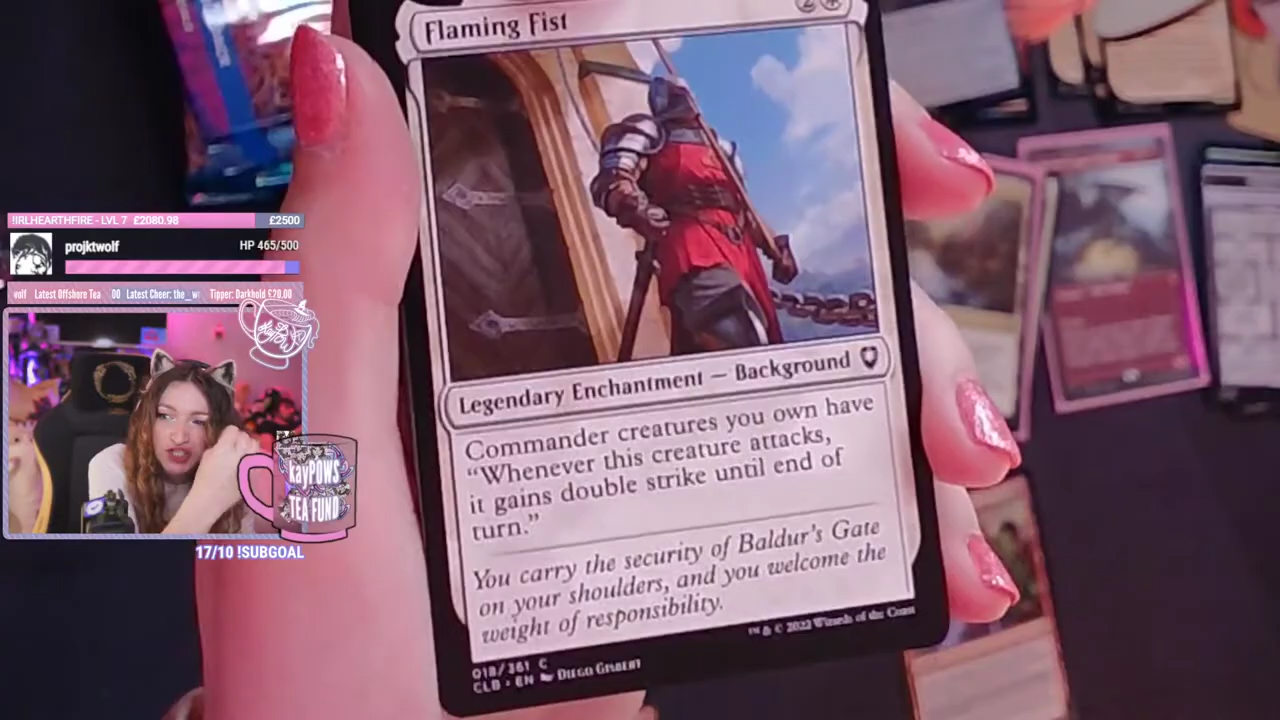 Flaming Fist
2
Legendary Enchantment — Background
Commander creatures you own have
“Whenever this creature attacks,
it gains double strike until end of
turn.”
You carry the security of Baldur's Gate
on your shoulders, and you welcome the
weight of responsibility.
™ & © 2022 Wizards of the Coast
018/361 C
CLB • EN DIEGO GISBERT
!IRLHEARTHFIRE - LVL 7 £2080.98 £2500
projktwolf HP 465/500
wolf Latest Offshore Tea 00 Latest Cheer: the_w Tipper: Darkhold £20.00
kayPOWS
TEA FUND
17/10 !SUBGOAL